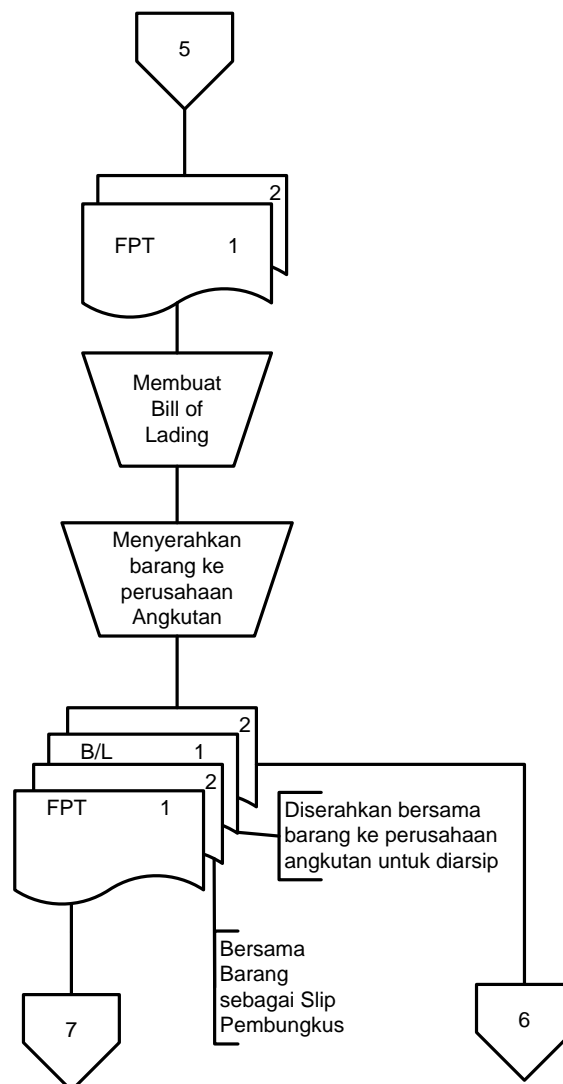 5
2
FPT 1
Membuat
Bill of
Lading
Menyerahkan
barang ke
perusahaan
Angkutan
2
B/L 1
2
FPT 1
Diserahkan bersama
barang ke perusahaan
angkutan untuk diarsip
Bersama
Barang
sebagai Slip
Pembungkus
7
6